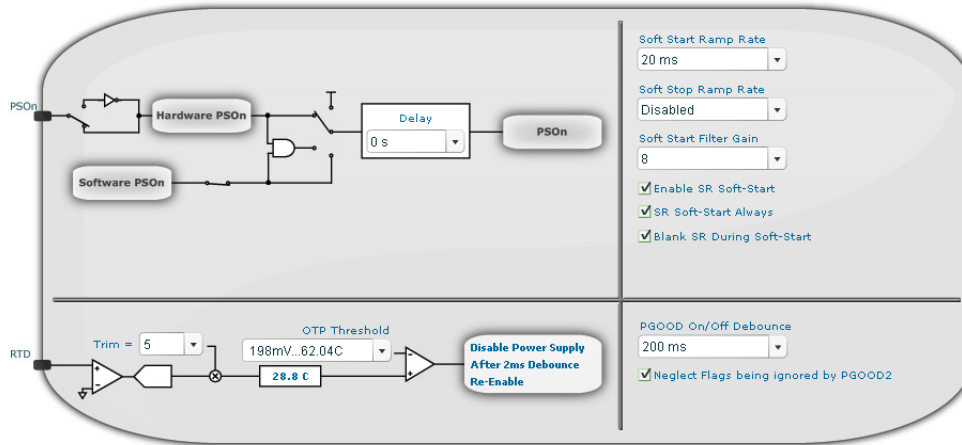 PSOn
Hardware PSOn
Software PSOn
Delay
0 s
PSOn
Soft Start Ramp Rate
20 ms
Soft Stop Ramp Rate
Disabled
Soft Start Filter Gain
8
Enable SR Soft-Start
SR Soft-Start Always
Blank SR During Soft-Start
RTD
Trim = 5
OTP Threshold
198mV...62.04C
28.8 C
Disable Power Supply
After 2ms Debounce
Re-Enable
PGOOD On/Off Debounce
200 ms
Neglect Flags being ignored by PGOOD2